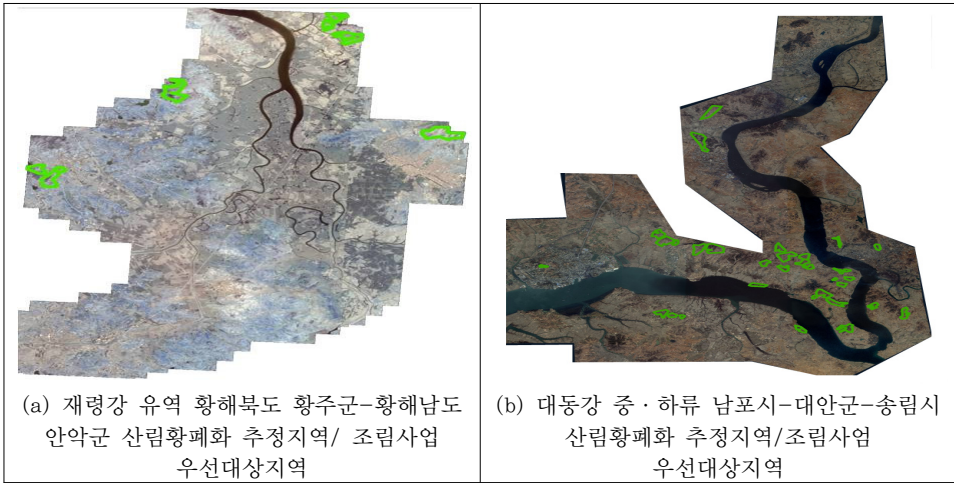 (a) 재령강 유역 황해북도 황주군-황해남도
안악군 산림황폐화 추정지역/ 조림사업
우선대상지역
(b) 대동강 중·하류 남포시-대안군-송림시
산림황폐화 추정지역/조림사엄
우선대상지역